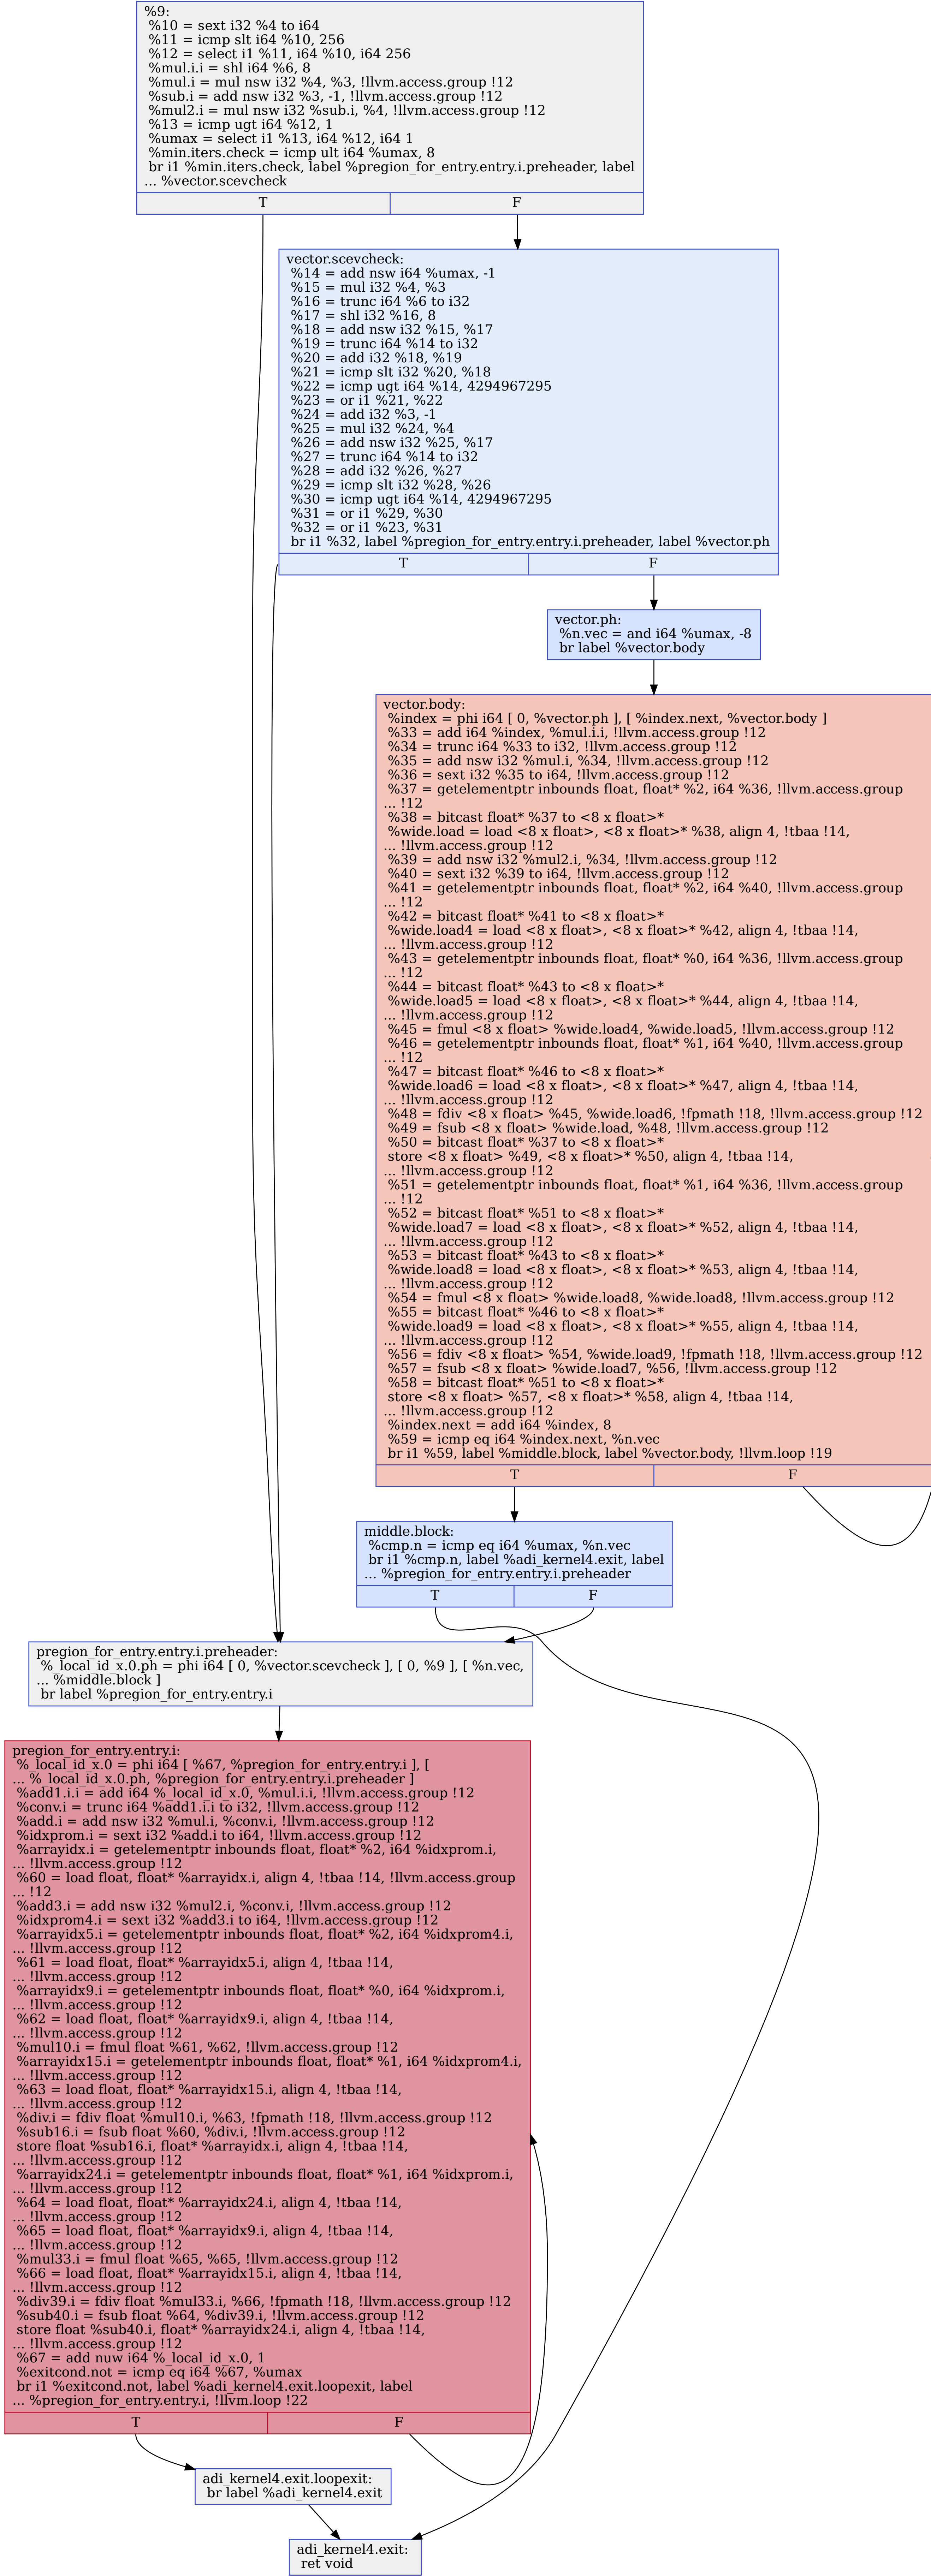 %9:
%10 = sext i32 %4 to i64
%11 = icmp slt i64 %10, 256
%12 = select i1 %11, i64 %10, i64 256
%mul.i.i = shl i64 %6, 8
%mul.i = mul nsw i32 %4, %3, !llvm.access.group !12
%sub.i = add nsw i32 %3, -1, !llvm.access.group !12
%mul2.i = mul nsw i32 %sub.i, %4, !llvm.access.group !12
%13 = icmp ugt i64 %12, 1
%umax = select i1 %13, i64 %12, i64 1
%min.iters.check = icmp ult i64 %umax, 8
br i1 %min.iters.check, label %pregion_for_entry.entry.i.preheader, label
... %vector.scevcheck
T F
vector.scevcheck:
%14 = add nsw i64 %umax, -1
%15 = mul i32 %4, %3
%16 = trunc i64 %6 to i32
%17 = shl i32 %16, 8
%18 = add nsw i32 %15, %17
%19 = trunc i64 %14 to i32
%20 = add i32 %18, %19
%21 = icmp slt i32 %20, %18
%22 = icmp ugt i64 %14, 4294967295
%23 = or i1 %21, %22
%24 = add i32 %3, -1
%25 = mul i32 %24, %4
%26 = add nsw i32 %25, %17
%27 = trunc i64 %14 to i32
%28 = add i32 %26, %27
%29 = icmp slt i32 %28, %26
%30 = icmp ugt i64 %14, 4294967295
%31 = or i1 %29, %30
%32 = or i1 %23, %31
br i1 %32, label %pregion_for_entry.entry.i.preheader, label %vector.ph
T F
vector.ph:
%n.vec = and i64 %umax, -8
br label %vector.body
vector.body:
%index = phi i64 [ 0, %vector.ph ], [ %index.next, %vector.body ]
%33 = add i64 %index, %mul.i.i, !llvm.access.group !12
%34 = trunc i64 %33 to i32, !llvm.access.group !12
%35 = add nsw i32 %mul.i, %34, !llvm.access.group !12
%36 = sext i32 %35 to i64, !llvm.access.group !12
%37 = getelementptr inbounds float, float* %2, i64 %36, !llvm.access.group
... !12
%38 = bitcast float* %37 to <8 x float>*
%wide.load = load <8 x float>, <8 x float>* %38, align 4, !tbaa !14,
... !llvm.access.group !12
%39 = add nsw i32 %mul2.i, %34, !llvm.access.group !12
%40 = sext i32 %39 to i64, !llvm.access.group !12
%41 = getelementptr inbounds float, float* %2, i64 %40, !llvm.access.group
... !12
%42 = bitcast float* %41 to <8 x float>*
%wide.load4 = load <8 x float>, <8 x float>* %42, align 4, !tbaa !14,
... !llvm.access.group !12
%43 = getelementptr inbounds float, float* %0, i64 %36, !llvm.access.group
... !12
%44 = bitcast float* %43 to <8 x float>*
%wide.load5 = load <8 x float>, <8 x float>* %44, align 4, !tbaa !14,
... !llvm.access.group !12
%45 = fmul <8 x float> %wide.load4, %wide.load5, !llvm.access.group !12
%46 = getelementptr inbounds float, float* %1, i64 %40, !llvm.access.group
... !12
%47 = bitcast float* %46 to <8 x float>*
%wide.load6 = load <8 x float>, <8 x float>* %47, align 4, !tbaa !14,
... !llvm.access.group !12
%48 = fdiv <8 x float> %45, %wide.load6, !fpmath !18, !llvm.access.group !12
%49 = fsub <8 x float> %wide.load, %48, !llvm.access.group !12
%50 = bitcast float* %37 to <8 x float>*
store <8 x float> %49, <8 x float>* %50, align 4, !tbaa !14,
... !llvm.access.group !12
%51 = getelementptr inbounds float, float* %1, i64 %36, !llvm.access.group
... !12
%52 = bitcast float* %51 to <8 x float>*
%wide.load7 = load <8 x float>, <8 x float>* %52, align 4, !tbaa !14,
... !llvm.access.group !12
%53 = bitcast float* %43 to <8 x float>*
%wide.load8 = load <8 x float>, <8 x float>* %53, align 4, !tbaa !14,
... !llvm.access.group !12
%54 = fmul <8 x float> %wide.load8, %wide.load8, !llvm.access.group !12
%55 = bitcast float* %46 to <8 x float>*
%wide.load9 = load <8 x float>, <8 x float>* %55, align 4, !tbaa !14,
... !llvm.access.group !12
%56 = fdiv <8 x float> %54, %wide.load9, !fpmath !18, !llvm.access.group !12
%57 = fsub <8 x float> %wide.load7, %56, !llvm.access.group !12
%58 = bitcast float* %51 to <8 x float>*
store <8 x float> %57, <8 x float>* %58, align 4, !tbaa !14,
... !llvm.access.group !12
%index.next = add i64 %index, 8
%59 = icmp eq i64 %index.next, %n.vec
br i1 %59, label %middle.block, label %vector.body, !llvm.loop !19
T F
middle.block:
%cmp.n = icmp eq i64 %umax, %n.vec
br i1 %cmp.n, label %adi_kernel4.exit, label
... %pregion_for_entry.entry.i.preheader
T F
pregion_for_entry.entry.i.preheader:
%_local_id_x.0.ph = phi i64 [ 0, %vector.scevcheck ], [ 0, %9 ], [ %n.vec,
... %middle.block ]
br label %pregion_for_entry.entry.i
pregion_for_entry.entry.i:
%_local_id_x.0 = phi i64 [ %67, %pregion_for_entry.entry.i ], [
... %_local_id_x.0.ph, %pregion_for_entry.entry.i.preheader ]
%add1.i.i = add i64 %_local_id_x.0, %mul.i.i, !llvm.access.group !12
%conv.i = trunc i64 %add1.i.i to i32, !llvm.access.group !12
%add.i = add nsw i32 %mul.i, %conv.i, !llvm.access.group !12
%idxprom.i = sext i32 %add.i to i64, !llvm.access.group !12
%arrayidx.i = getelementptr inbounds float, float* %2, i64 %idxprom.i,
... !llvm.access.group !12
%60 = load float, float* %arrayidx.i, align 4, !tbaa !14, !llvm.access.group
... !12
%add3.i = add nsw i32 %mul2.i, %conv.i, !llvm.access.group !12
%idxprom4.i = sext i32 %add3.i to i64, !llvm.access.group !12
%arrayidx5.i = getelementptr inbounds float, float* %2, i64 %idxprom4.i,
... !llvm.access.group !12
%61 = load float, float* %arrayidx5.i, align 4, !tbaa !14,
... !llvm.access.group !12
%arrayidx9.i = getelementptr inbounds float, float* %0, i64 %idxprom.i,
... !llvm.access.group !12
%62 = load float, float* %arrayidx9.i, align 4, !tbaa !14,
... !llvm.access.group !12
%mul10.i = fmul float %61, %62, !llvm.access.group !12
%arrayidx15.i = getelementptr inbounds float, float* %1, i64 %idxprom4.i,
... !llvm.access.group !12
%63 = load float, float* %arrayidx15.i, align 4, !tbaa !14,
... !llvm.access.group !12
%div.i = fdiv float %mul10.i, %63, !fpmath !18, !llvm.access.group !12
%sub16.i = fsub float %60, %div.i, !llvm.access.group !12
store float %sub16.i, float* %arrayidx.i, align 4, !tbaa !14,
... !llvm.access.group !12
%arrayidx24.i = getelementptr inbounds float, float* %1, i64 %idxprom.i,
... !llvm.access.group !12
%64 = load float, float* %arrayidx24.i, align 4, !tbaa !14,
... !llvm.access.group !12
%65 = load float, float* %arrayidx9.i, align 4, !tbaa !14,
... !llvm.access.group !12
%mul33.i = fmul float %65, %65, !llvm.access.group !12
%66 = load float, float* %arrayidx15.i, align 4, !tbaa !14,
... !llvm.access.group !12
%div39.i = fdiv float %mul33.i, %66, !fpmath !18, !llvm.access.group !12
%sub40.i = fsub float %64, %div39.i, !llvm.access.group !12
store float %sub40.i, float* %arrayidx24.i, align 4, !tbaa !14,
... !llvm.access.group !12
%67 = add nuw i64 %_local_id_x.0, 1
%exitcond.not = icmp eq i64 %67, %umax
br i1 %exitcond.not, label %adi_kernel4.exit.loopexit, label
... %pregion_for_entry.entry.i, !llvm.loop !22
T F
adi_kernel4.exit.loopexit:
br label %adi_kernel4.exit
adi_kernel4.exit:
ret void